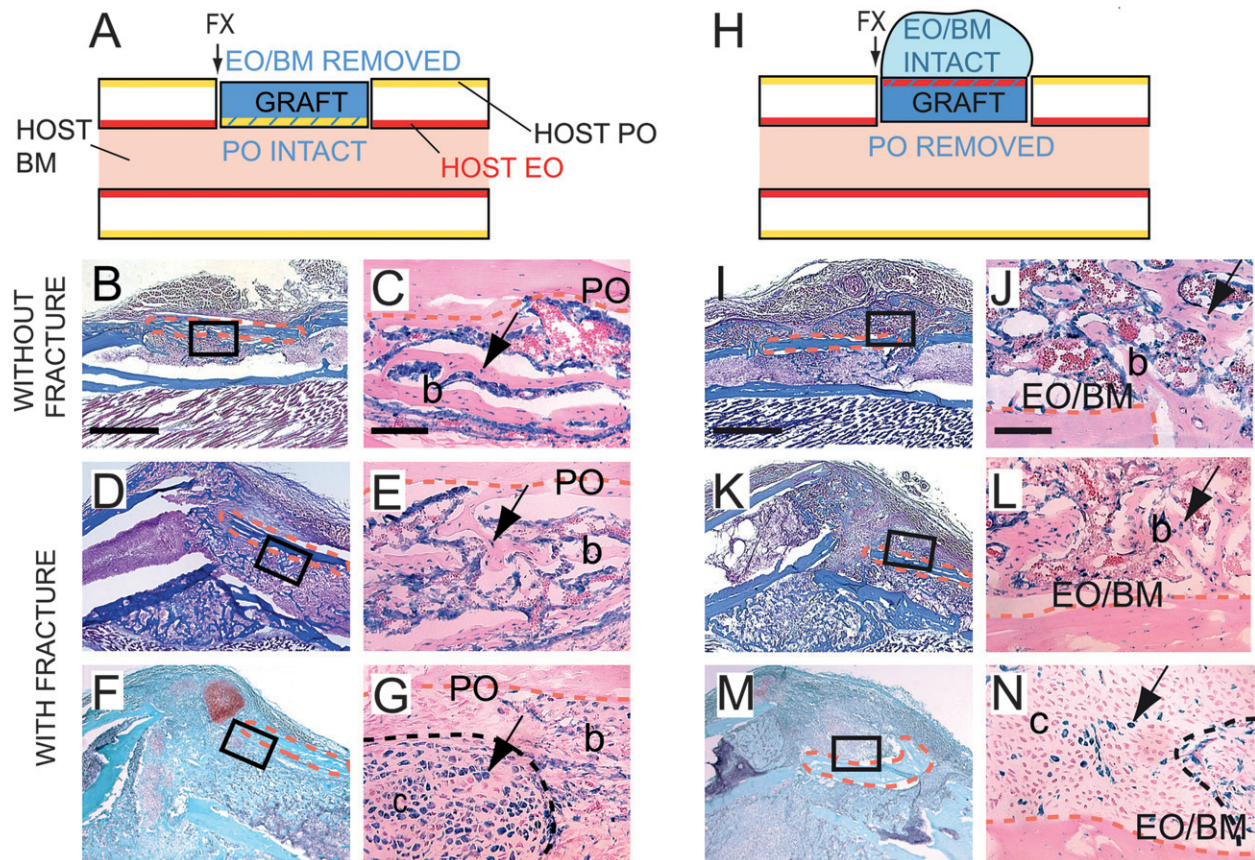 A
FX
EO/BM REMOVED
GRAFT
PO INTACT
HOST
BM
HOST PO
HOST EO
H
FX
EO/BM
INTACT
GRAFT
PO REMOVED
WITHOUT
FRACTURE
B
C
PO
b
I
J
b
EO/BM
WITH FRACTURE
D
E
PO
b
K
L
b
EO/BM
F
G
PO
b
c
M
N
c
EO/BM